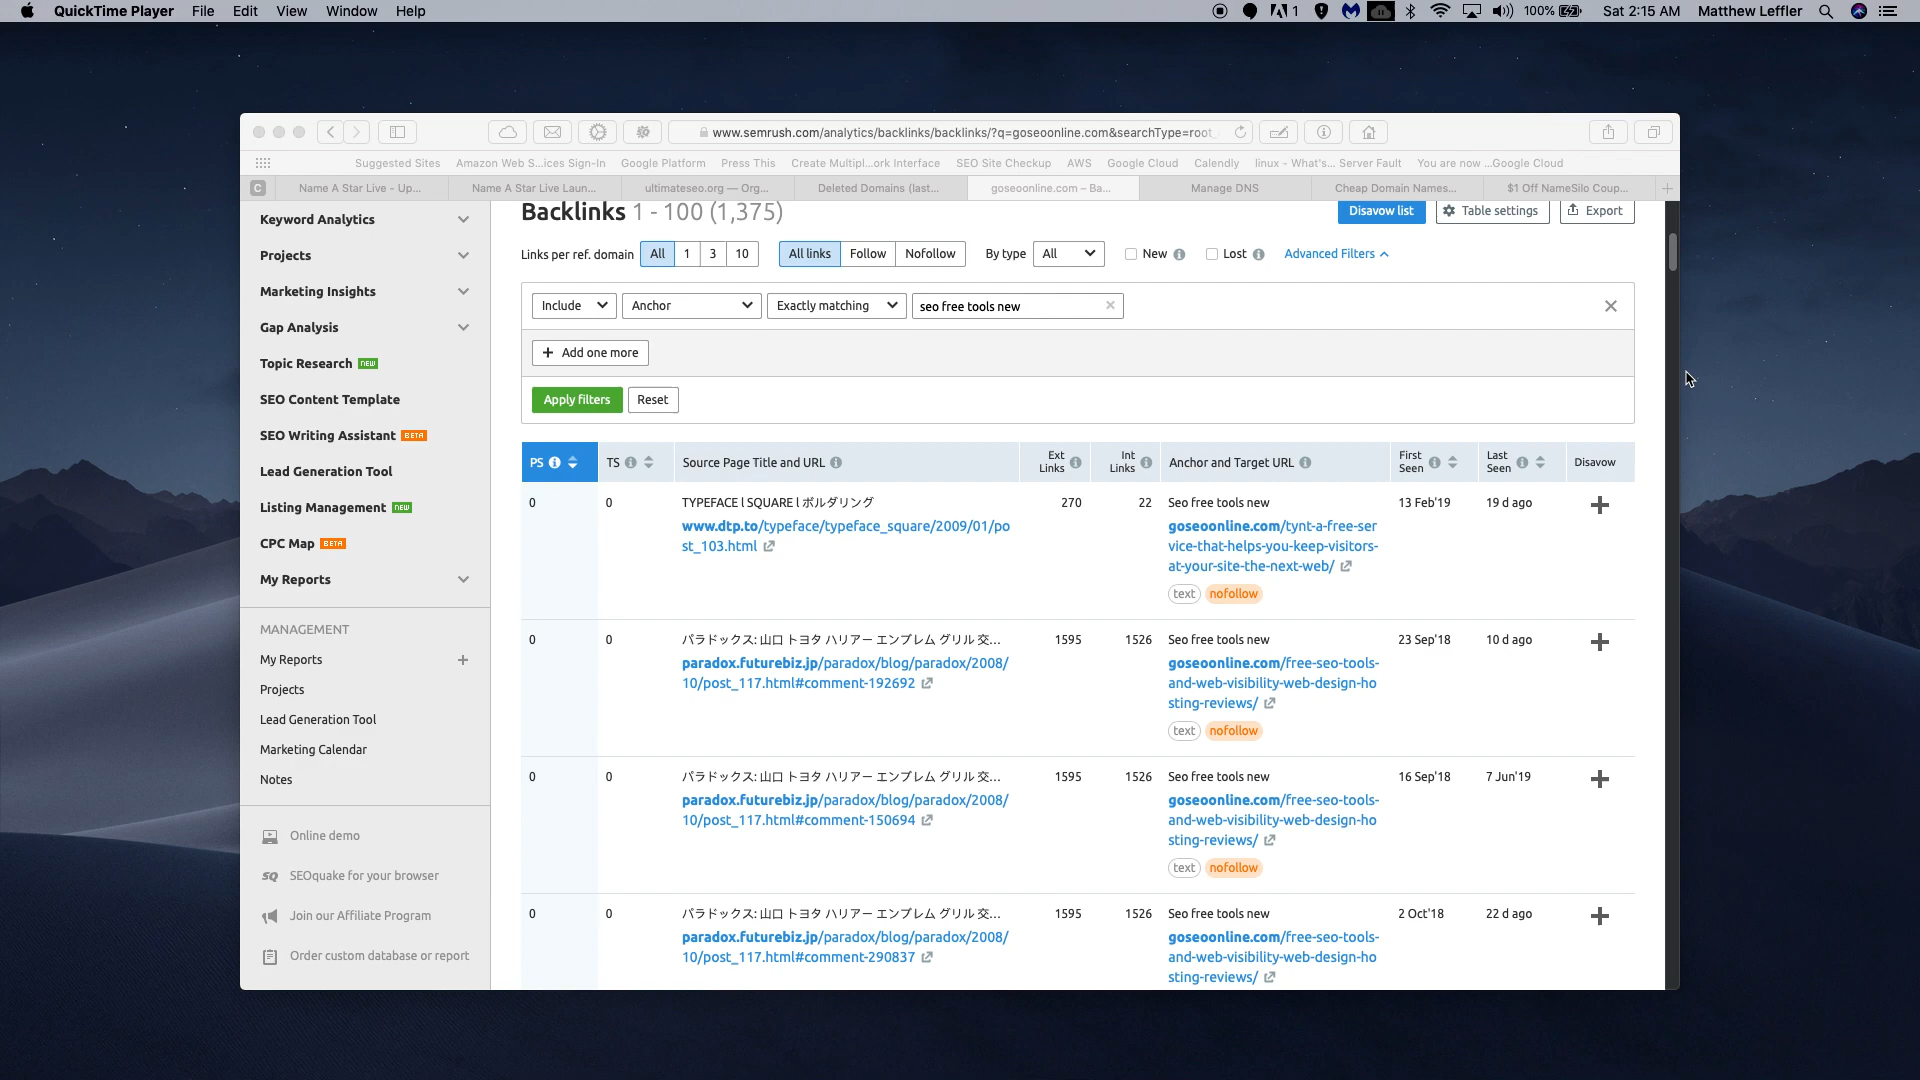 QuickTime Player File Edit View Window Help
1 100% Sat 2:15 AM Matthew Leffler
www.semrush.com/analytics/backlinks/backlinks/?q=goseoonline.com&searchType=root_
Suggested Sites Amazon Web S...ices Sign-In Google Platform Press This Create Multipl...ork Interface SEO Site Checkup AWS Google Cloud Calendly linux - What's... Server Fault You are now ...Google Cloud
C Name A Star Live - Up... Name A Star Live Laun... ultimateseo.org — Org... Deleted Domains (last... goseoonline.com – Ba... Manage DNS Cheap Domain Names... $1 Off NameSilo Coup...
Keyword Analytics
Projects
Marketing Insights
Gap Analysis
Topic Research NEW
SEO Content Template
SEO Writing Assistant BETA
Lead Generation Tool
Listing Management NEW
CPC Map BETA
My Reports
MANAGEMENT
My Reports
Projects
Lead Generation Tool
Marketing Calendar
Notes
Online demo
SQ SEOquake for your browser
Join our Affiliate Program
Order custom database or report
Backlinks 1 - 100 (1,375)
Disavow list Table settings Export
Links per ref. domain All 1 3 10 All links Follow Nofollow By type All New Lost Advanced Filters
Include Anchor Exactly matching seo free tools new
+ Add one more
Apply filters Reset
PS TS Source Page Title and URL Ext Links Int Links Anchor and Target URL First Seen Last Seen Disavow
0 0 TYPEFACE l SQUARE l ボルダリング 270 22 Seo free tools new 13 Feb'19 19 d ago
www.dtp.to/typeface/typeface_square/2009/01/po
st_103.html
goseoonline.com/tynt-a-free-ser
vice-that-helps-you-keep-visitors-
at-your-site-the-next-web/
text nofollow
0 0 パラドックス: 山口 トヨタ ハリアー エンブレム グリル 交... 1595 1526 Seo free tools new 23 Sep'18 10 d ago
paradox.futurebiz.jp/paradox/blog/paradox/2008/
10/post_117.html#comment-192692
goseoonline.com/free-seo-tools-
and-web-visibility-web-design-ho
sting-reviews/
text nofollow
0 0 パラドックス: 山口 トヨタ ハリアー エンブレム グリル 交... 1595 1526 Seo free tools new 16 Sep'18 7 Jun'19
paradox.futurebiz.jp/paradox/blog/paradox/2008/
10/post_117.html#comment-150694
goseoonline.com/free-seo-tools-
and-web-visibility-web-design-ho
sting-reviews/
text nofollow
0 0 パラドックス: 山口 トヨタ ハリアー エンブレム グリル 交... 1595 1526 Seo free tools new 2 Oct'18 22 d ago
paradox.futurebiz.jp/paradox/blog/paradox/2008/
10/post_117.html#comment-290837
goseoonline.com/free-seo-tools-
and-web-visibility-web-design-ho
sting-reviews/